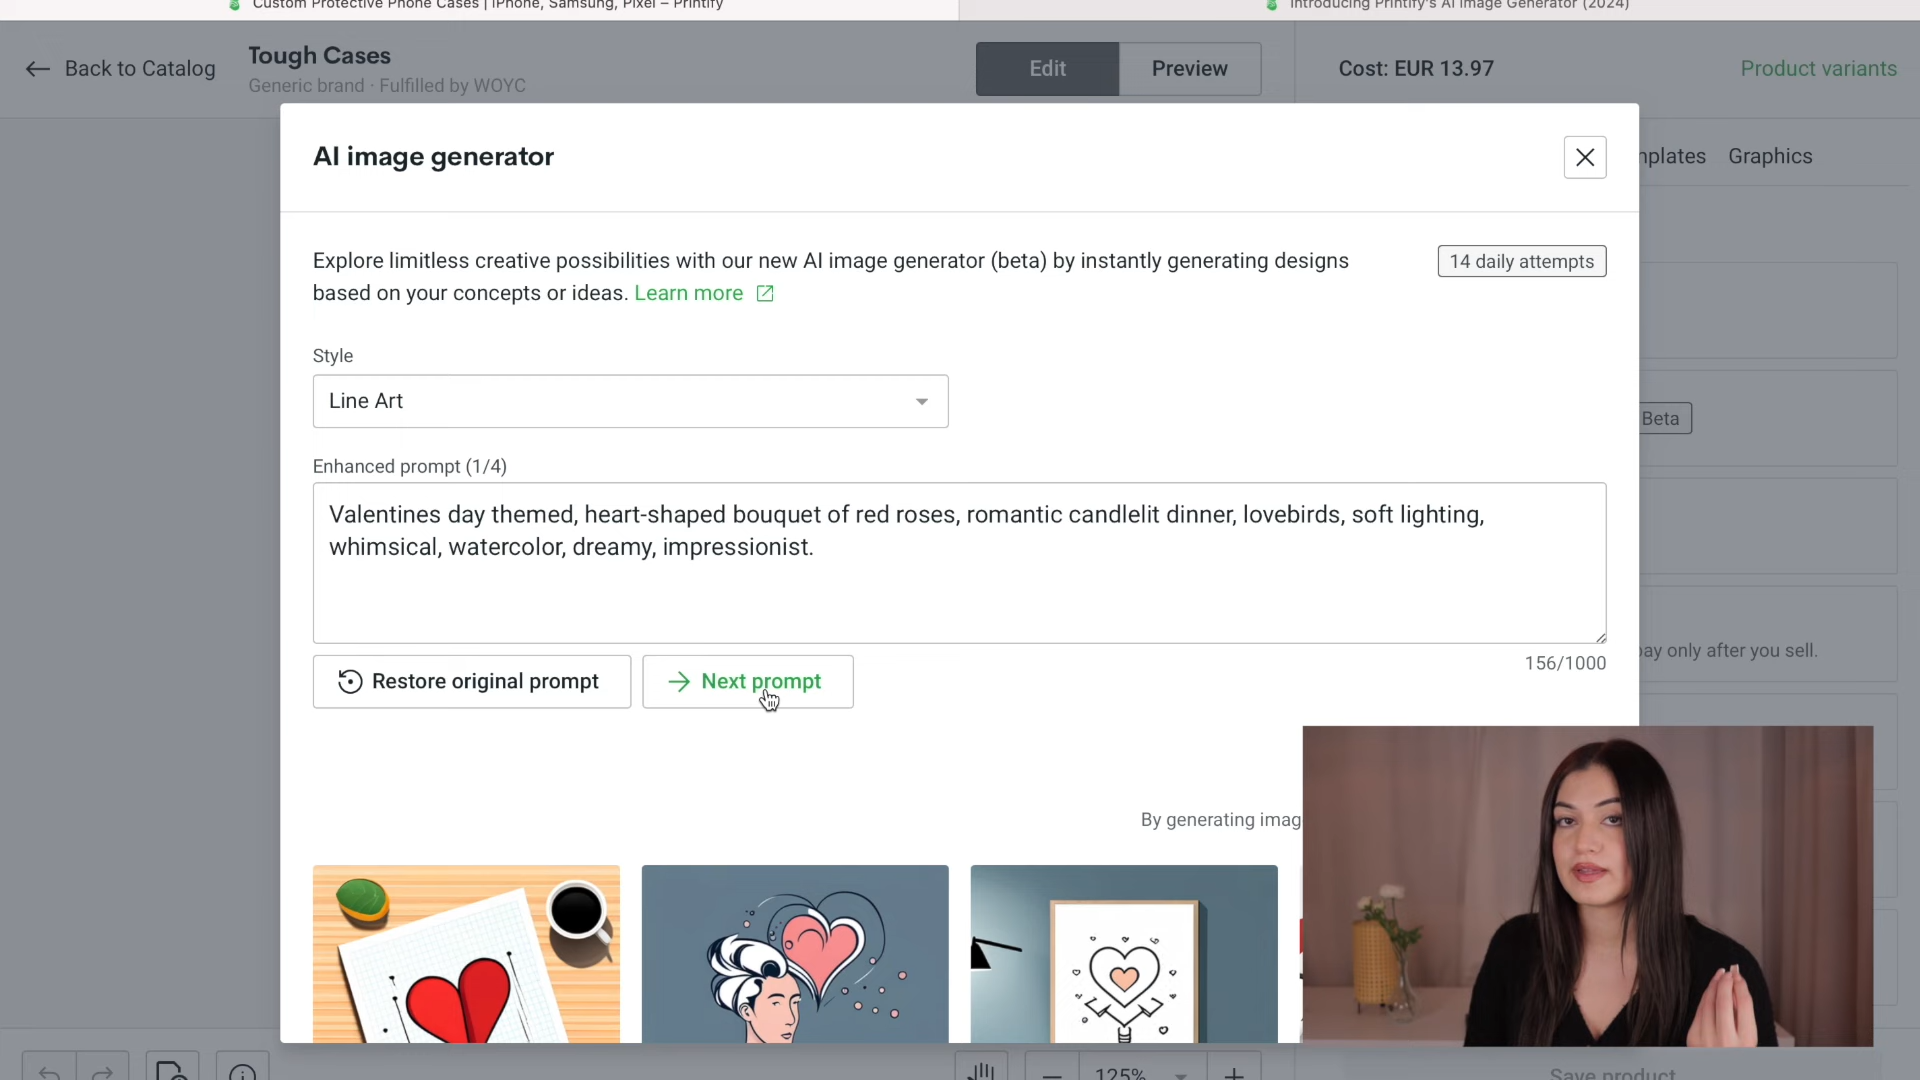 Custom Protective Phone Cases | iPhone, Samsung, Pixel – Printify
Introducing Printify's AI Image Generator (2024)
Back to Catalog
Tough Cases
Generic brand · Fulfilled by WOYC
Edit
Preview
Cost: EUR 13.97
Product variants
AI image generator
mplates
Graphics
Explore limitless creative possibilities with our new AI image generator (beta) by instantly generating designs
based on your concepts or ideas. Learn more
14 daily attempts
Style
Line Art
Beta
Enhanced prompt (1/4)
Valentines day themed, heart-shaped bouquet of red roses, romantic candlelit dinner, lovebirds, soft lighting,
whimsical, watercolor, dreamy, impressionist.
156/1000
pay only after you sell.
Restore original prompt
Next prompt
By generating imag
125%
Save product